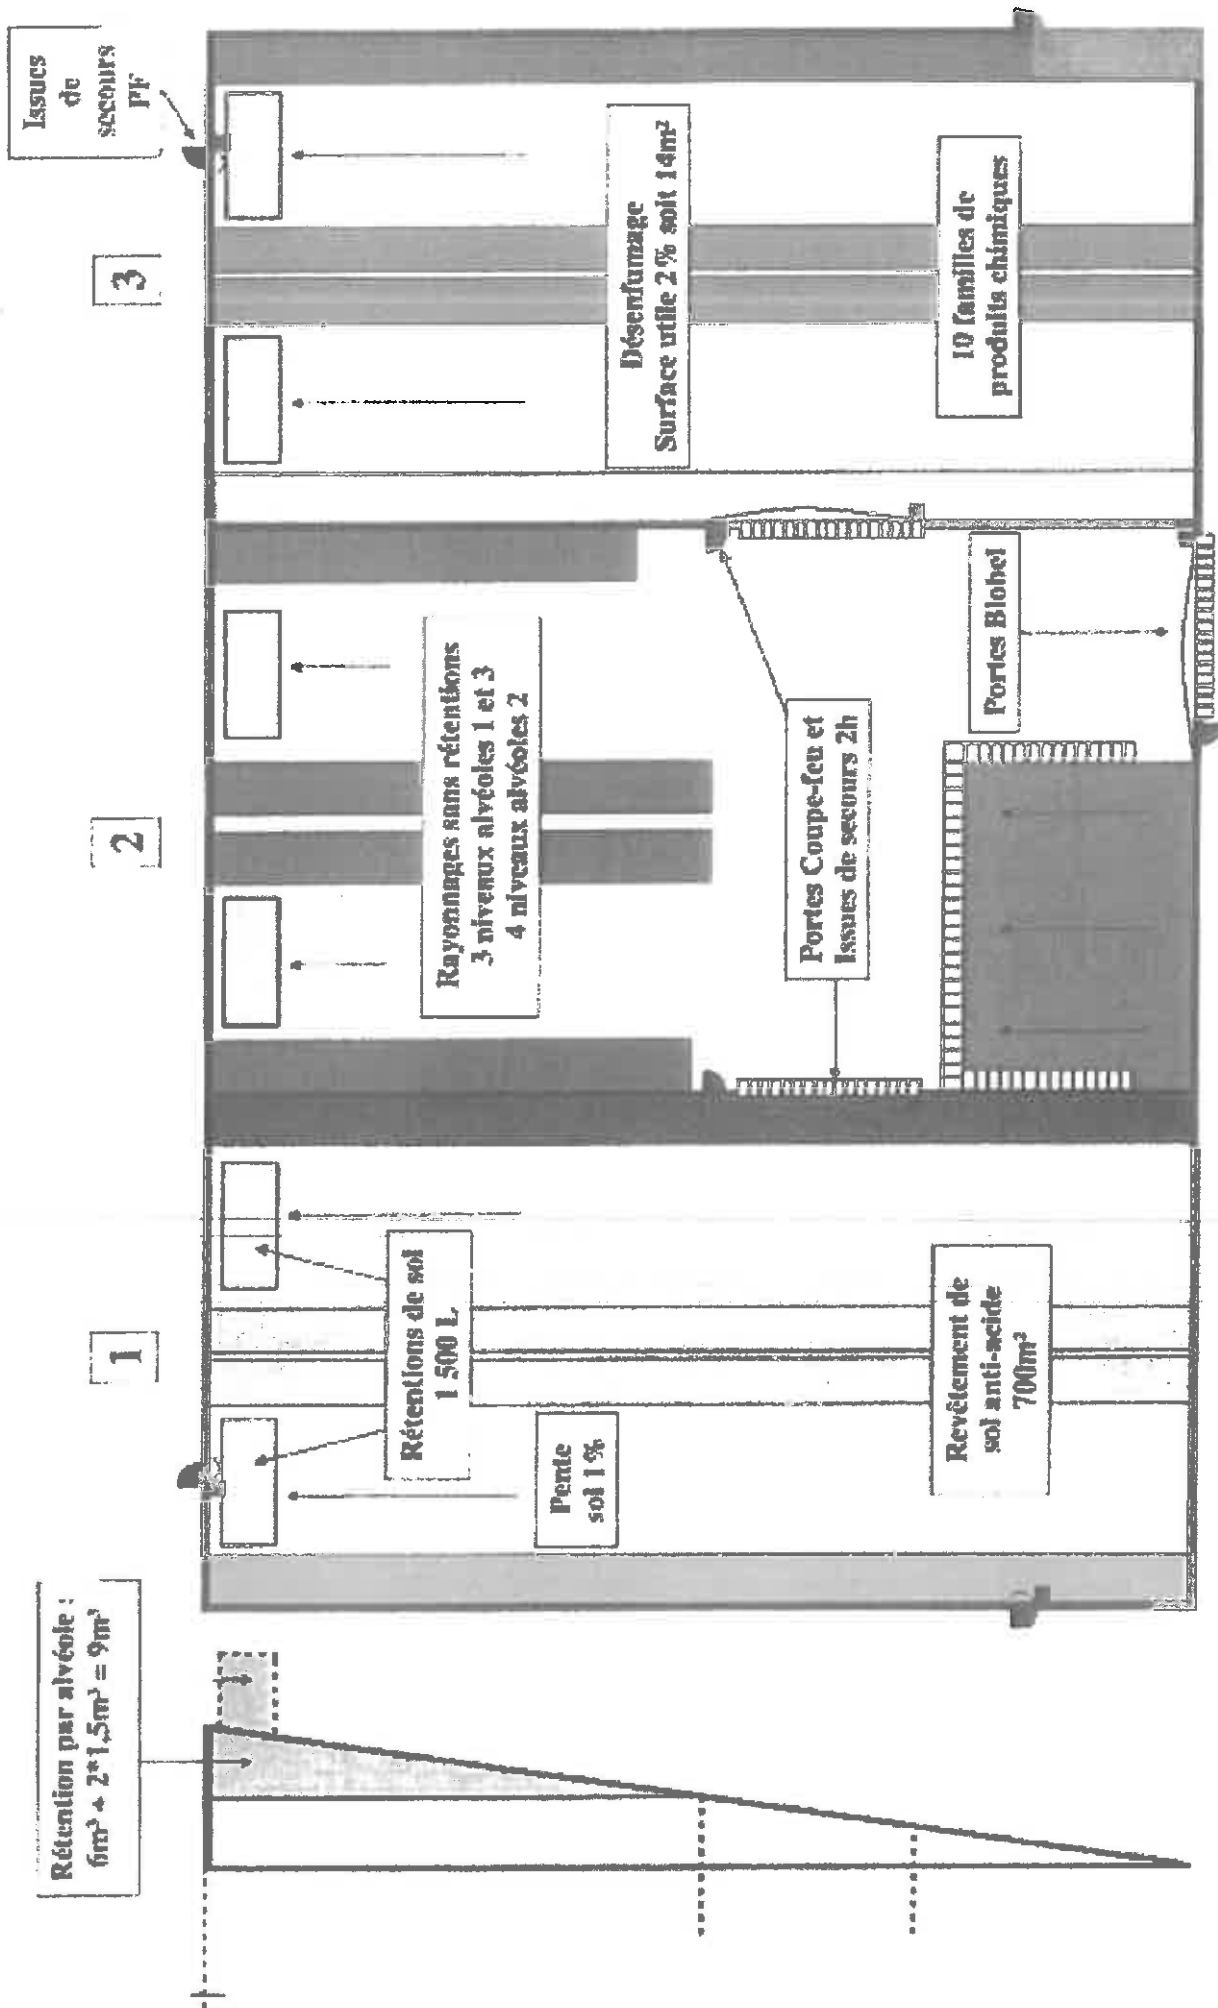 Rétention par alvéole :
6m³ + 2*1,5m³ = 9m³
1
2
3
Issues
de
secours
PF
Rétentions de sol
1 500 L
Pente
sol 1%
Revêtement de
sol anti-acide
700m²
Rayonnages sans rétentions
3 niveaux alvéoles 1 et 3
4 niveaux alvéoles 2
Portes Coupe-feu et
Issues de secours 2h
Portes Blobel
Désenfumage
Surface utile 2 % soit 14m²
10 familles de
produits chimiques